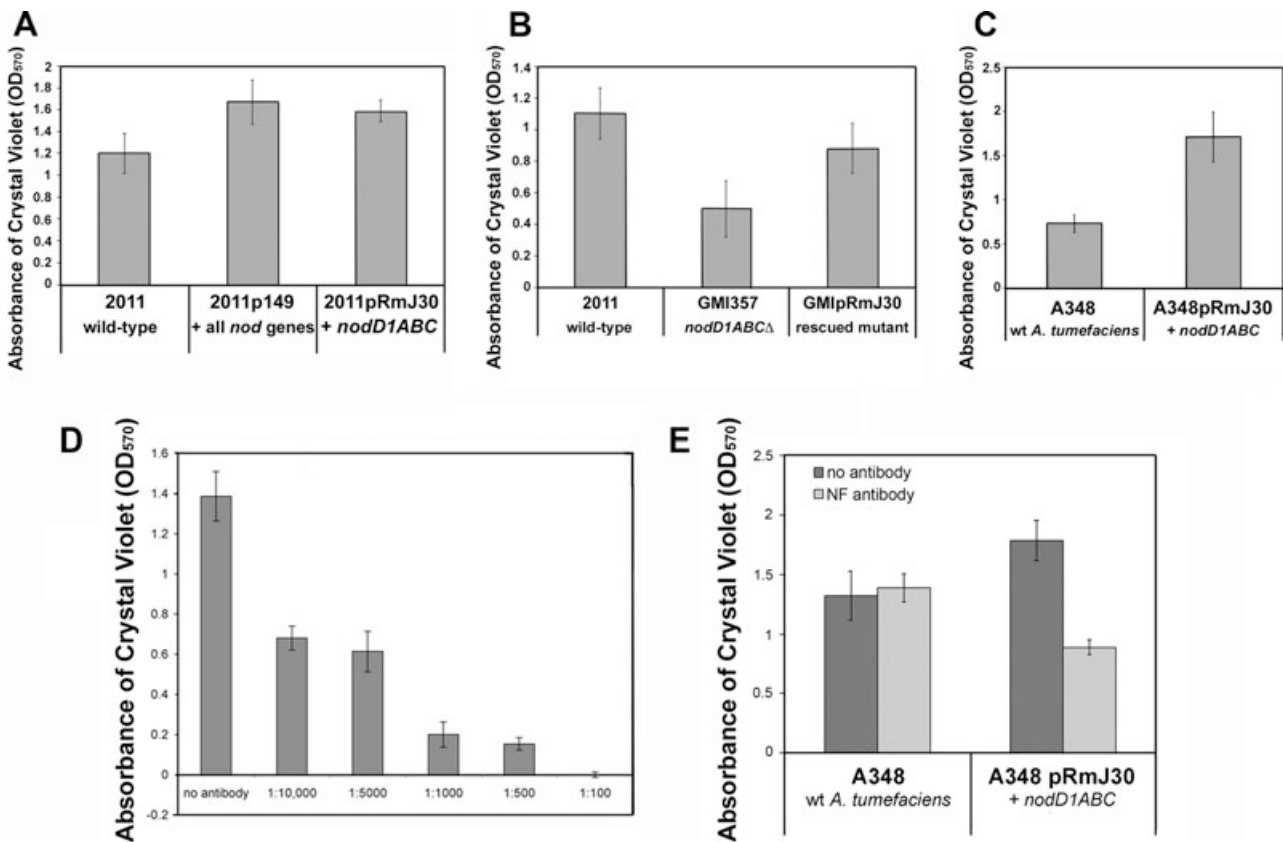 A
Absorbance of Crystal Violet (OD570)
2
1.8
1.6
1.4
1.2
1
0.8
0.6
0.4
0.2
0
2011 2011p149 2011pRmJ30
wild-type + all nod genes + nodD1ABC
B
Absorbance of Crystal Violet (OD570)
1.4
1.2
1
0.8
0.6
0.4
0.2
0
2011 GMI357 GMIpRmJ30
wild-type nodD1ABCΔ rescued mutant
C
Absorbance of Crystal Violet (OD570)
2.5
2
1.5
1
0.5
0
A348 A348pRmJ30
wt A. tumefaciens + nodD1ABC
D
Absorbance of Crystal Violet (OD570)
1.6
1.4
1.2
1
0.8
0.6
0.4
0.2
0
-0.2
no antibody 1:10,000 1:5000 1:1000 1:500 1:100
E
Absorbance of Crystal Violet (OD570)
2.5
2
1.5
1
0.5
0
no antibody
NF antibody
A348 A348 pRmJ30
wt A. tumefaciens + nodD1ABC